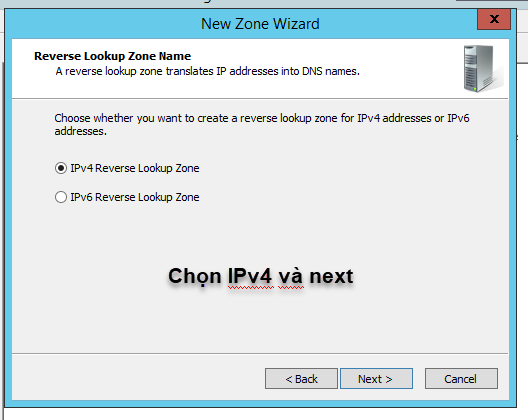 New Zone Wizard
x
Reverse Lookup Zone Name
A reverse lookup zone translates IP addresses into DNS names.
Choose whether you want to create a reverse lookup zone for IPv4 addresses or IPv6
addresses.
IPv4 Reverse Lookup Zone
IPv6 Reverse Lookup Zone
Chọn IPv4 và next
< Back Next > Cancel